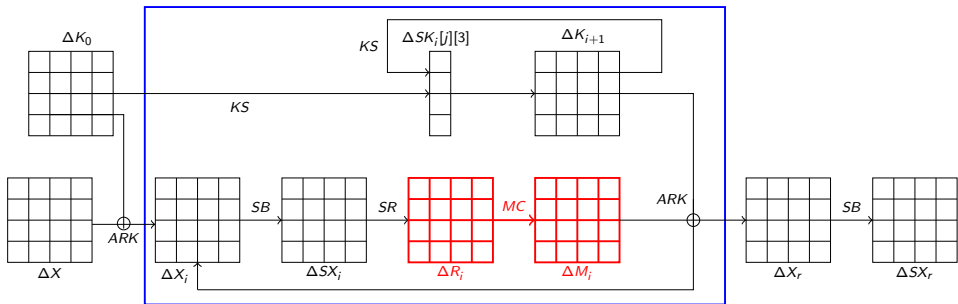 ΔK₀
KS
ΔSKᵢ[j][3]
ΔKᵢ₊₁
KS
ARK
SB
SR
MC
ARK
SB
ΔX
ΔXᵢ
ΔSXᵢ
ΔRᵢ
ΔMᵢ
ΔXᵣ
ΔSXᵣ